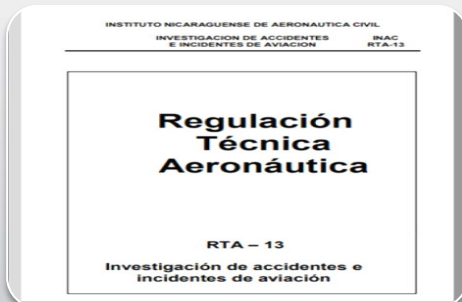 INSTITUTO NICARAGUENSE DE AERONAUTICA CIVIL
INVESTIGACION DE ACCIDENTES
E INCIDENTES DE AVIACION
INAC
RTA-13
Regulación
Técnica
Aeronáutica
RTA – 13
Investigación de accidentes e
incidentes de aviación